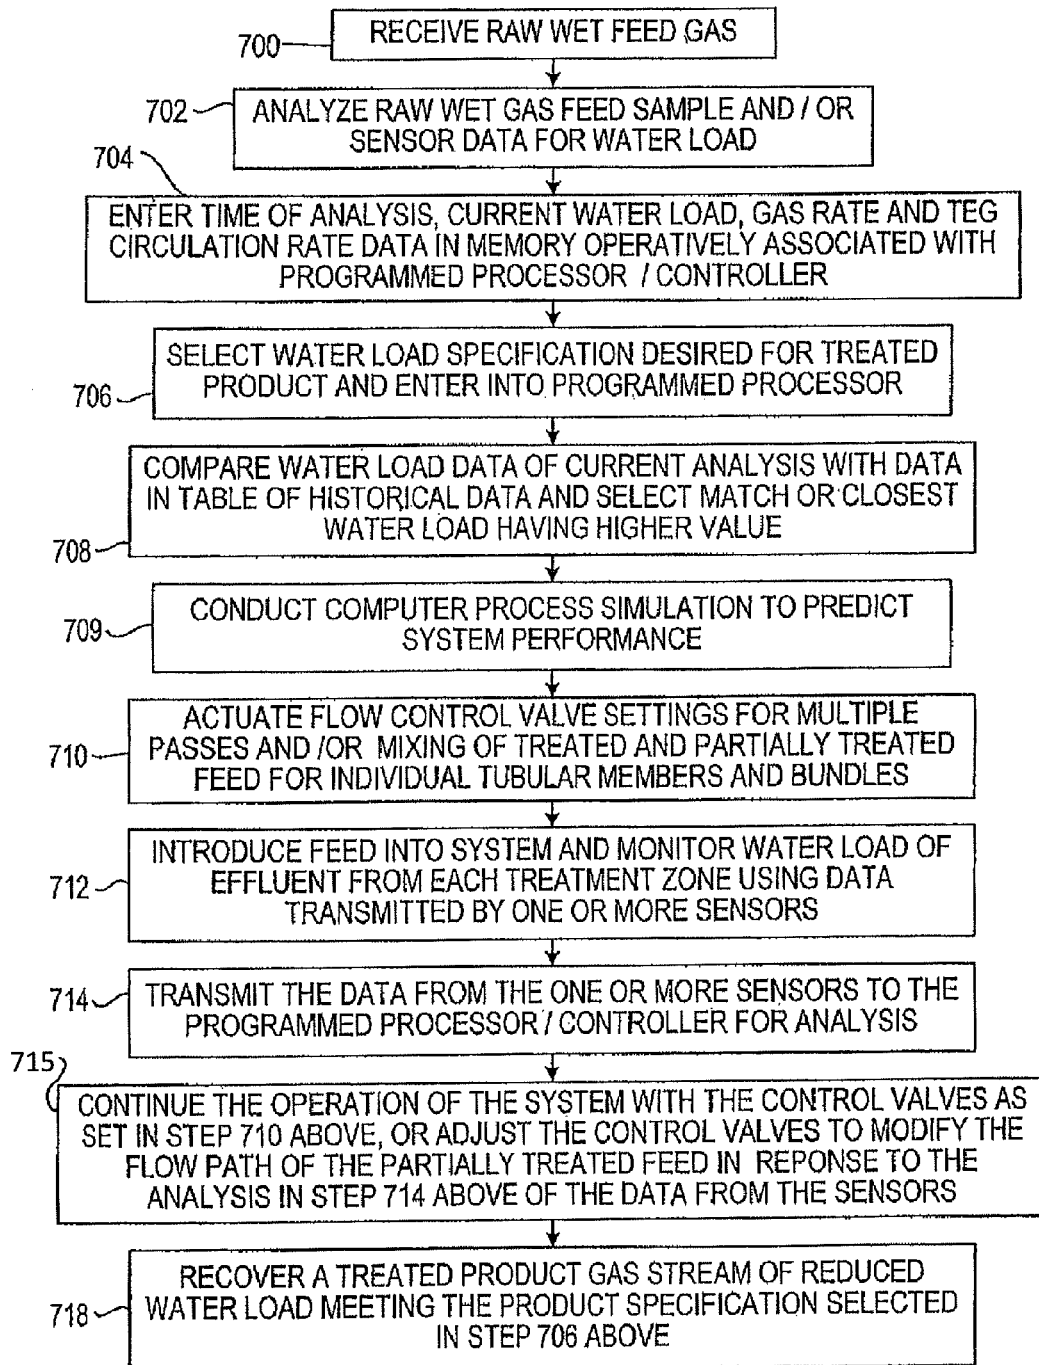 700
RECEIVE RAW WET FEED GAS
702
ANALYZE RAW WET GAS FEED SAMPLE AND / OR
SENSOR DATA FOR WATER LOAD
704
ENTER TIME OF ANALYSIS, CURRENT WATER LOAD, GAS RATE AND TEG
CIRCULATION RATE DATA IN MEMORY OPERATIVELY ASSOCIATED WITH
PROGRAMMED PROCESSOR / CONTROLLER
706
SELECT WATER LOAD SPECIFICATION DESIRED FOR TREATED
PRODUCT AND ENTER INTO PROGRAMMED PROCESSOR
708
COMPARE WATER LOAD DATA OF CURRENT ANALYSIS WITH DATA
IN TABLE OF HISTORICAL DATA AND SELECT MATCH OR CLOSEST
WATER LOAD HAVING HIGHER VALUE
709
CONDUCT COMPUTER PROCESS SIMULATION TO PREDICT
SYSTEM PERFORMANCE
710
ACTUATE FLOW CONTROL VALVE SETTINGS FOR MULTIPLE
PASSES AND /OR MIXING OF TREATED AND PARTIALLY TREATED
FEED FOR INDIVIDUAL TUBULAR MEMBERS AND BUNDLES
712
INTRODUCE FEED INTO SYSTEM AND MONITOR WATER LOAD OF
EFFLUENT FROM EACH TREATMENT ZONE USING DATA
TRANSMITTED BY ONE OR MORE SENSORS
714
TRANSMIT THE DATA FROM THE ONE OR MORE SENSORS TO THE
PROGRAMMED PROCESSOR / CONTROLLER FOR ANALYSIS
715
CONTINUE THE OPERATION OF THE SYSTEM WITH THE CONTROL VALVES AS
SET IN STEP 710 ABOVE, OR ADJUST THE CONTROL VALVES TO MODIFY THE
FLOW PATH OF THE PARTIALLY TREATED FEED IN REPONSE TO THE
ANALYSIS IN STEP 714 ABOVE OF THE DATA FROM THE SENSORS
718
RECOVER A TREATED PRODUCT GAS STREAM OF REDUCED
WATER LOAD MEETING THE PRODUCT SPECIFICATION SELECTED
IN STEP 706 ABOVE